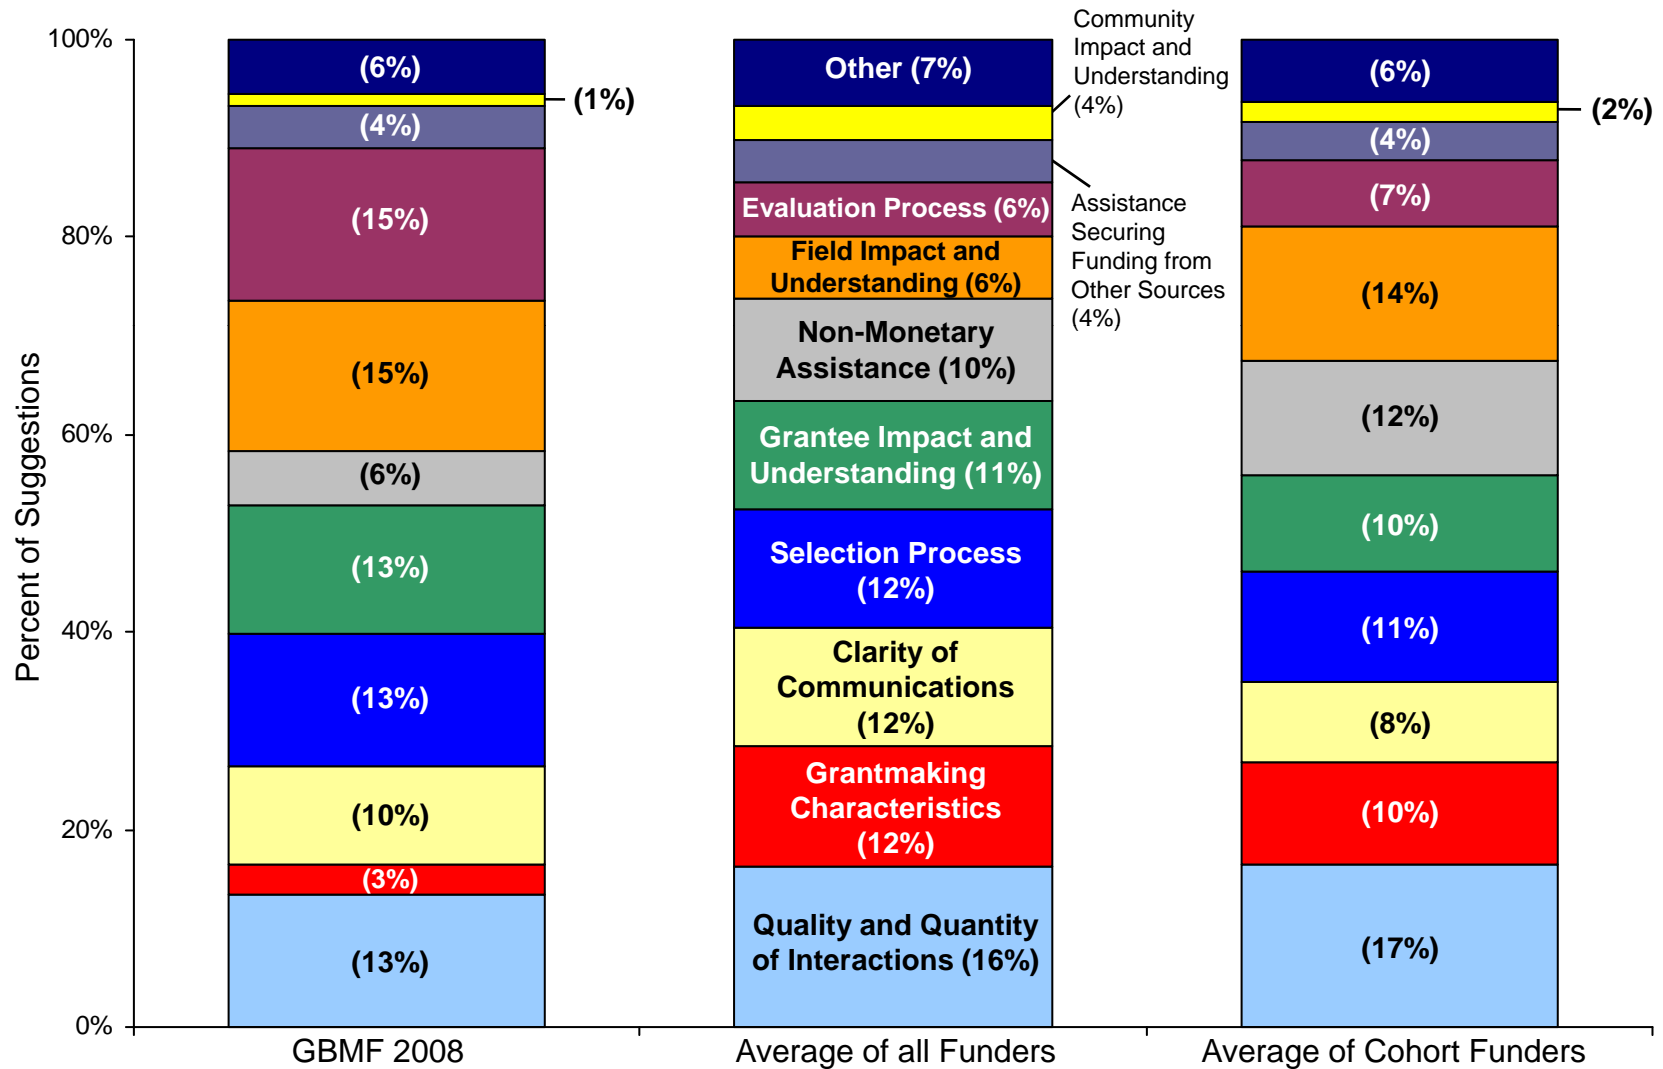 Percent of Suggestions
100%
80%
60%
40%
20%
0%
(6%)
(1%)
(4%)
(15%)
(15%)
(6%)
(13%)
(13%)
(10%)
(3%)
(13%)
GBMF 2008
Other (7%)
Community
Impact and
Understanding
(4%)
Assistance
Securing
Funding from
Other Sources
(4%)
Evaluation Process (6%)
Field Impact and
Understanding (6%)
Non-Monetary
Assistance (10%)
Grantee Impact and
Understanding (11%)
Selection Process
(12%)
Clarity of
Communications
(12%)
Grantmaking
Characteristics
(12%)
Quality and Quantity
of Interactions (16%)
Average of all Funders
(6%)
(2%)
(4%)
(7%)
(14%)
(12%)
(10%)
(11%)
(8%)
(10%)
(17%)
Average of Cohort Funders